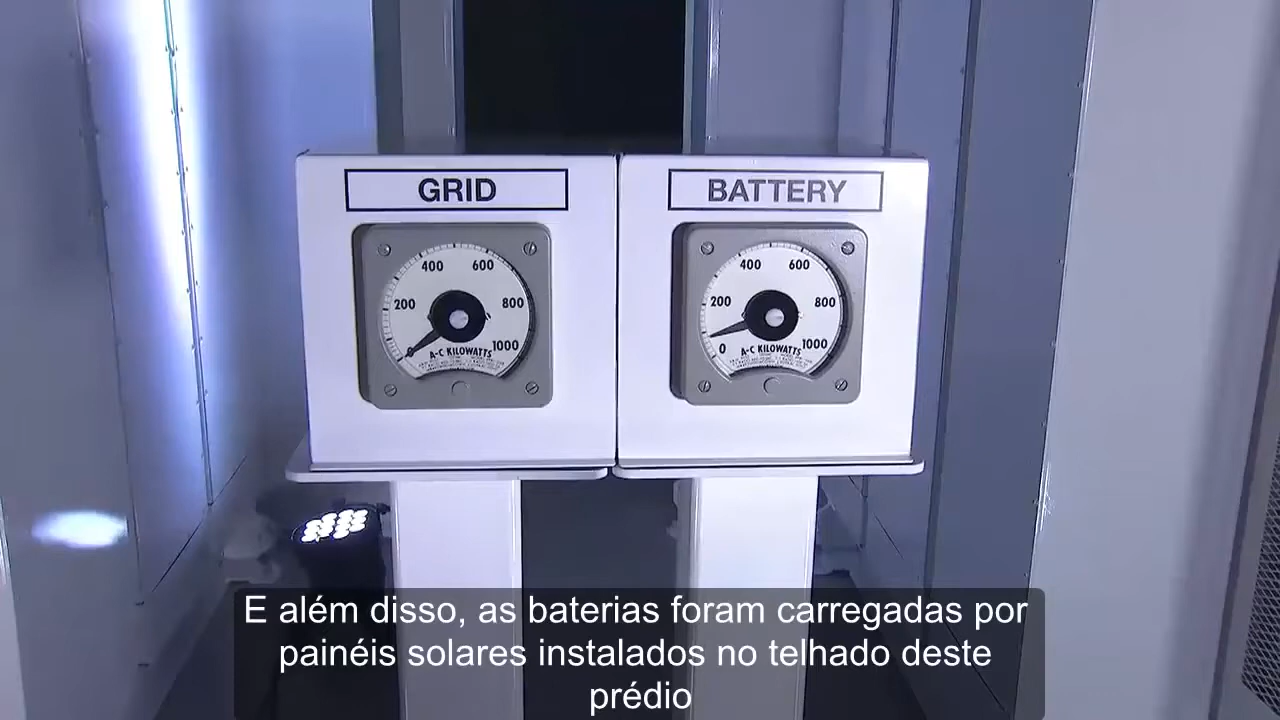 GRID
BATTERY
400 600
200 800
0 1000
A-C KILOWATTS
400 600
200 800
0 1000
A-C KILOWATTS
E além disso, as baterias foram carregadas por
painéis solares instalados no telhado deste
prédio